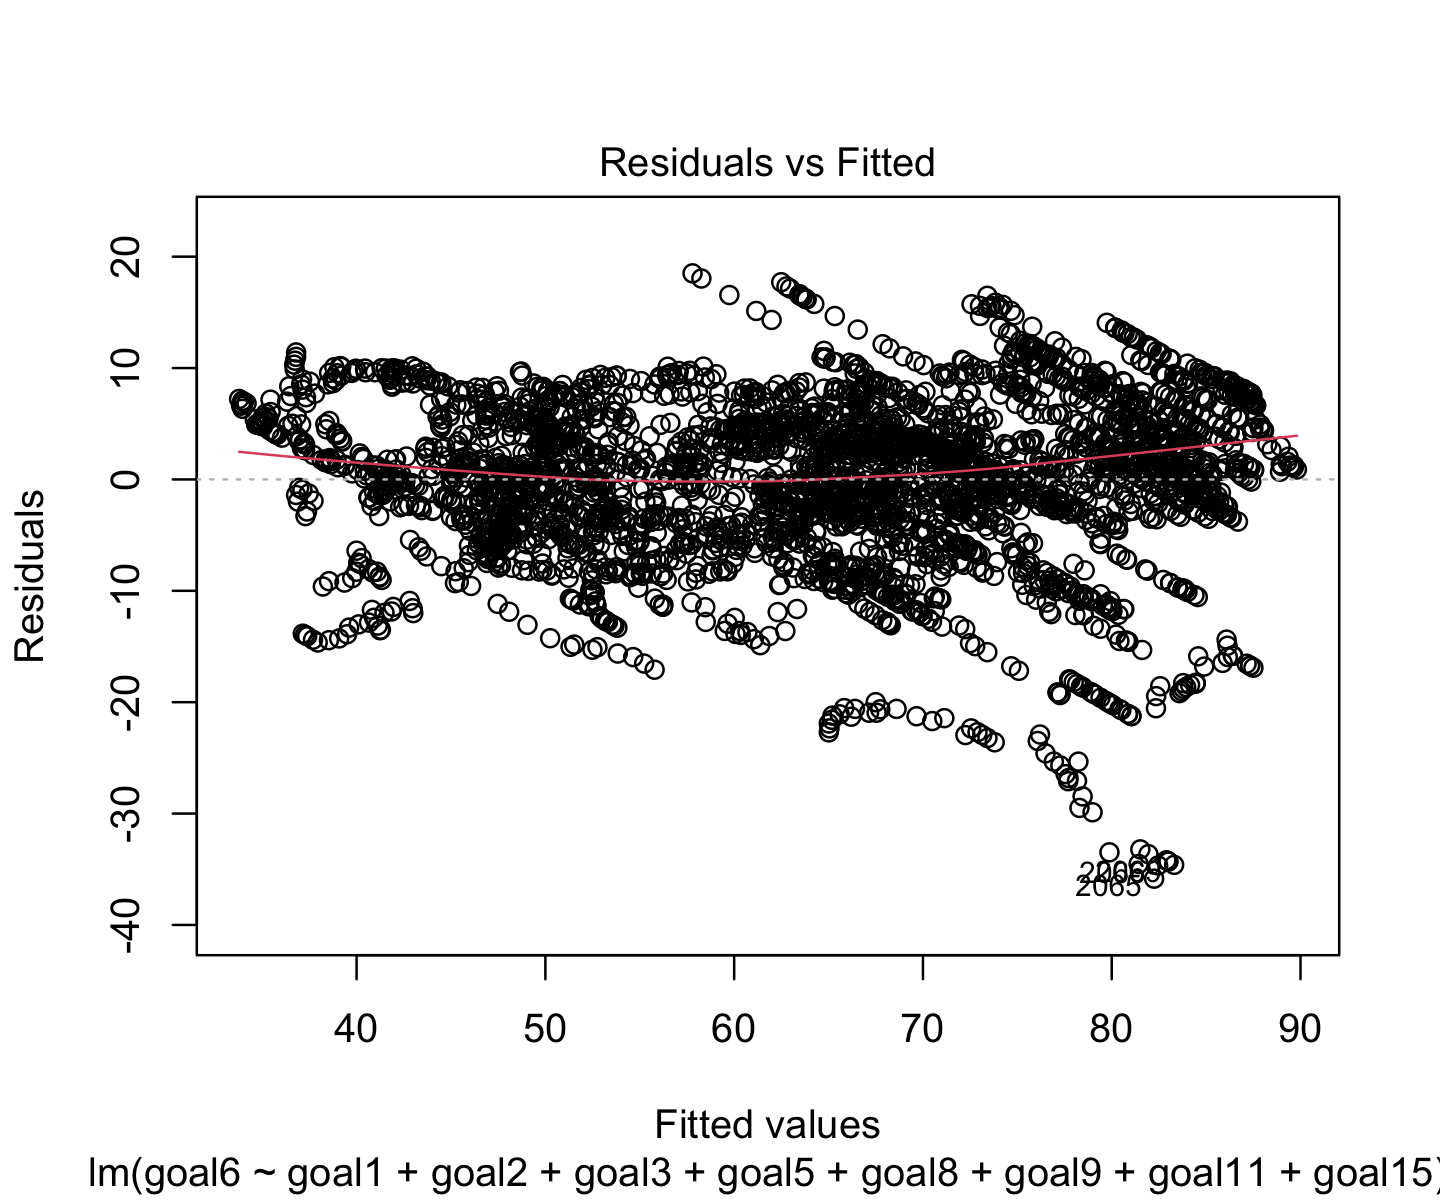 Residuals vs Fitted
Residuals
20
10
0
-10
-20
-30
-40
2065
40 50 60 70 80 90
Fitted values
lm(goal6 ~ goal1 + goal2 + goal3 + goal5 + goal8 + goal9 + goal11 + goal15)